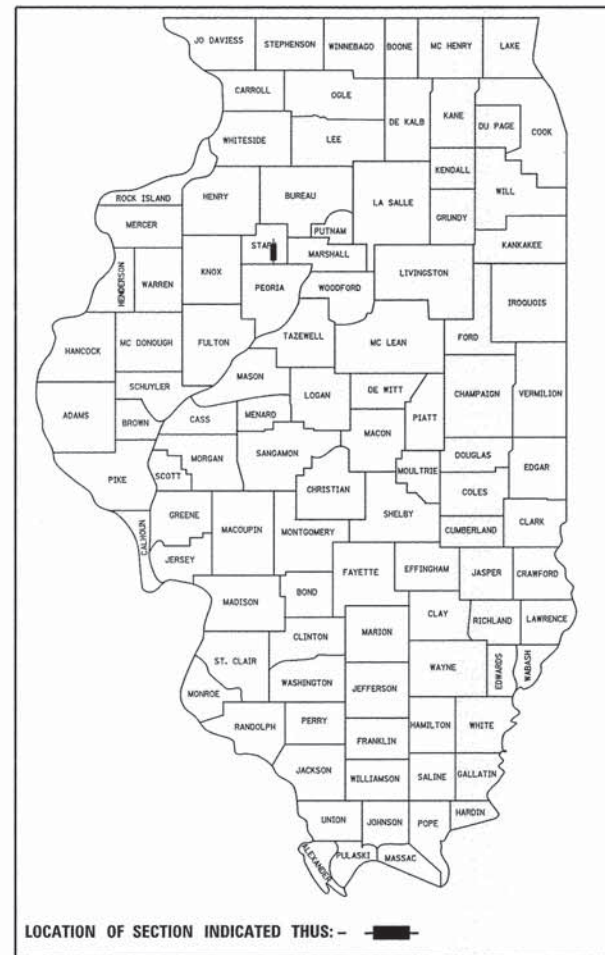 JO DAVIESS
STEPHENSON
WINNEBAGO
BOONE
MC HENRY
LAKE
CARROLL
OGLE
DE KALB
KANE
DU PAGE
COOK
WHITESIDE
LEE
KENDALL
WILL
ROCK ISLAND
HENRY
BUREAU
LA SALLE
GRUNDY
MERCER
PUTNAM
STARK
MARSHALL
KANKAKEE
HENDERSON
WARREN
KNOX
PEORIA
WOODFORD
LIVINGSTON
IROQUOIS
HANCOCK
MC DONOUGH
FULTON
TAZEWELL
MC LEAN
FORD
SCHUYLER
MASON
LOGAN
DE WITT
CHAMPAIGN
VERMILION
ADAMS
BROWN
CASS
MENARD
MACON
PIATT
PIKE
SCOTT
MORGAN
SANGAMON
CHRISTIAN
MOULTRIE
DOUGLAS
COLES
EDGAR
CALHOUN
GREENE
MACOUPIN
MONTGOMERY
SHELBY
CUMBERLAND
CLARK
JERSEY
FAYETTE
EFFINGHAM
JASPER
CRAWFORD
MADISON
BOND
CLAY
RICHLAND
LAWRENCE
CLINTON
MARION
ST. CLAIR
WAYNE
EDWARDS
WABASH
WASHINGTON
JEFFERSON
MONROE
RANDOLPH
PERRY
HAMILTON
WHITE
FRANKLIN
JACKSON
WILLIAMSON
SALINE
GALLATIN
UNION
JOHNSON
POPE
HARDIN
ALEXANDER
PULASKI
MASSAC
LOCATION OF SECTION INDICATED THUS: -